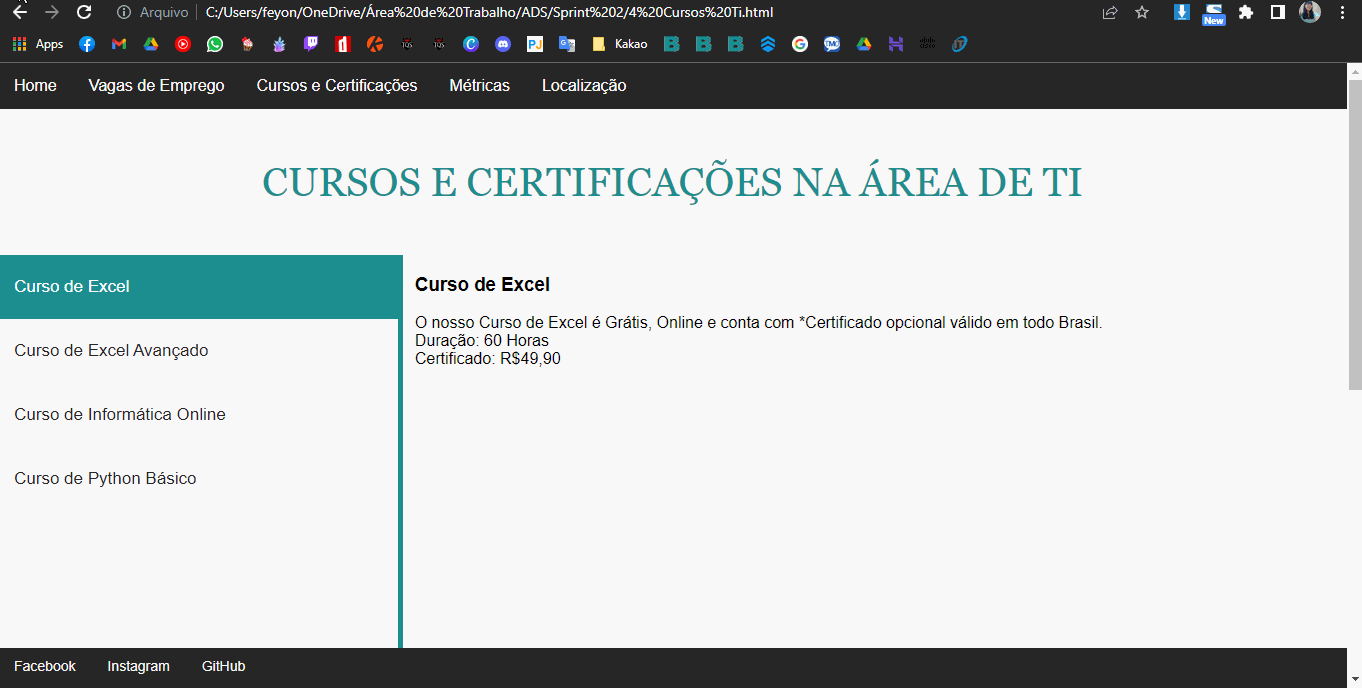 Arquivo C:/Users/feyon/OneDrive/Área%20de%20Trabalho/ADS/Sprint%202/4%20Cursos%20Ti.html
New
Apps Kakao
Home Vagas de Emprego Cursos e Certificações Métricas Localização
CURSOS E CERTIFICAÇÕES NA ÁREA DE TI
Curso de Excel
Curso de Excel Avançado
Curso de Informática Online
Curso de Python Básico
Curso de Excel
O nosso Curso de Excel é Grátis, Online e conta com *Certificado opcional válido em todo Brasil.
Duração: 60 Horas
Certificado: R$49,90
Facebook Instagram GitHub